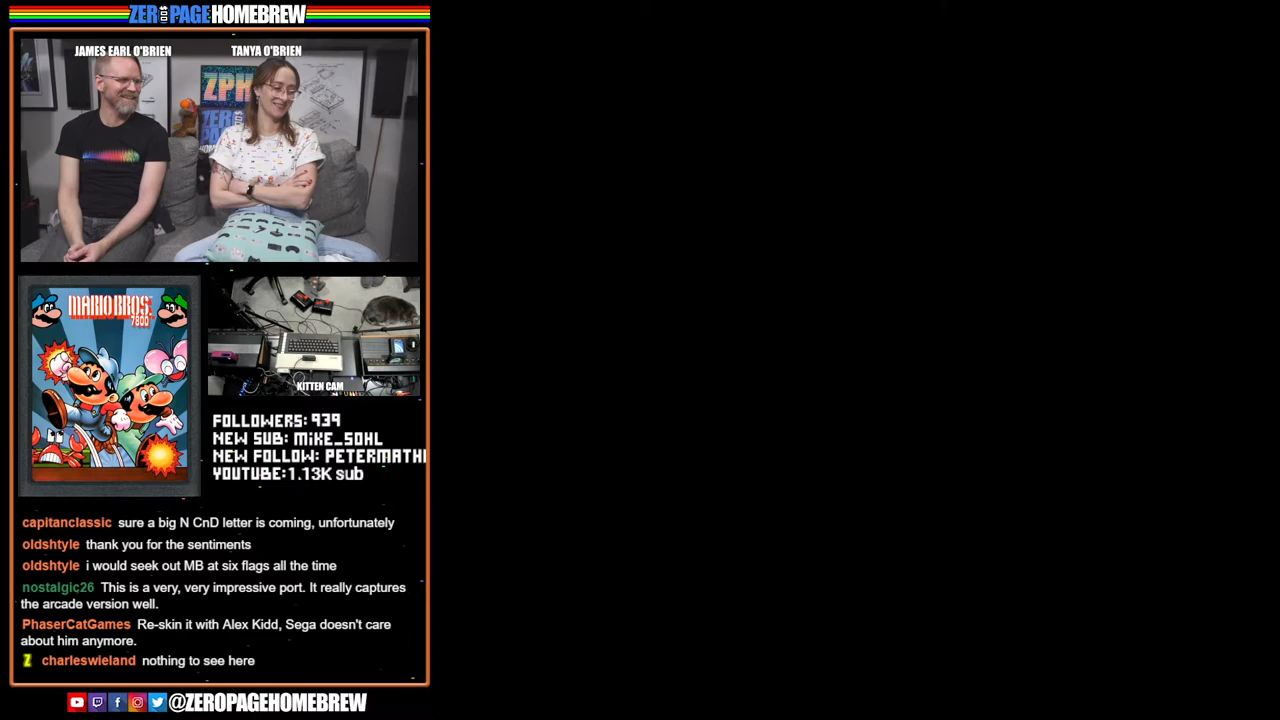 ZEROPAGE HOMEBREW
JAMES EARL O'BRIEN
TANYA O'BRIEN
ZPH
MARIO BROS.
7800
KITTEN CAM
FOLLOWERS: 939
NEW SUB: MIKE_SOHL
NEW FOLLOW: PETERMATH
YOUTUBE:1.13K sub
capitanclassic sure a big N CnD letter is coming, unfortunately
oldshtyle thank you for the sentiments
oldshtyle i would seek out MB at six flags all the time
nostalgic26 This is a very, very impressive port. It really captures
the arcade version well.
PhaserCatGames Re-skin it with Alex Kidd, Sega doesn't care
about him anymore.
Z charleswieland nothing to see here
@ZEROPAGEHOMEBREW